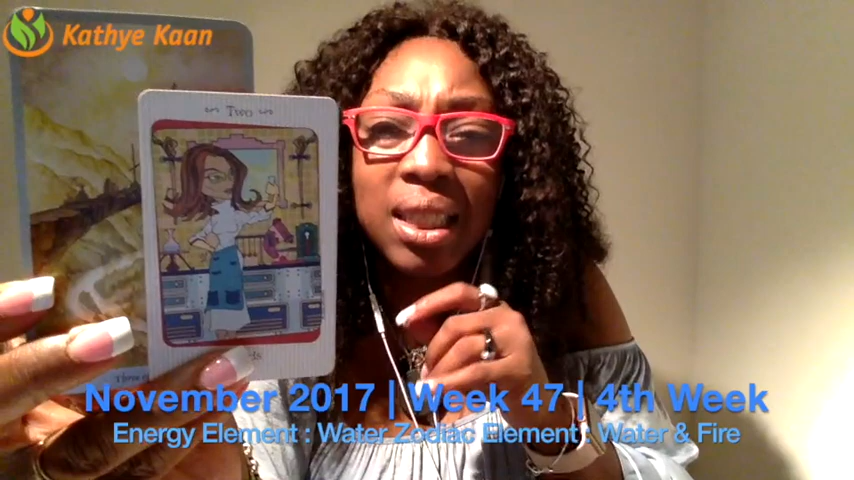 Kathye Kaan
Two
November 2017 | Week 47 | 4th Week
Energy Element : Water Zodiac Element : Water & Fire